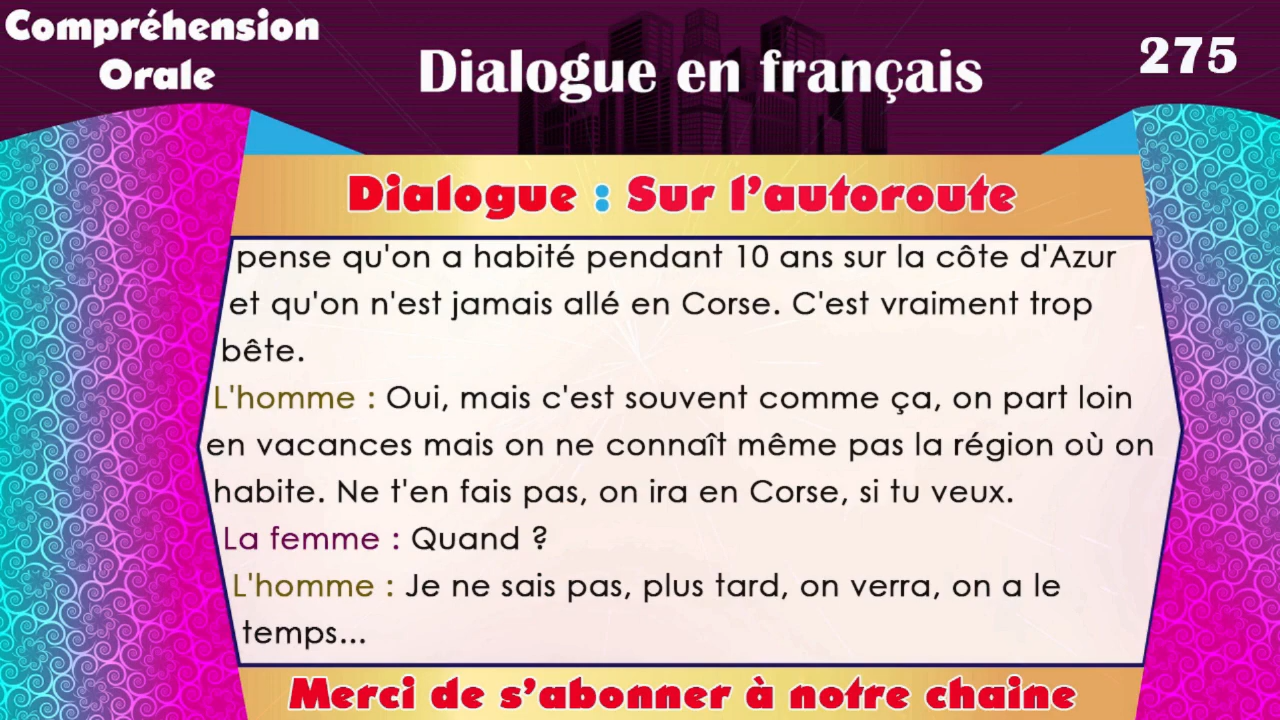 Compréhension
Orale
Dialogue en français
275
Dialogue : Sur l'autoroute
pense qu'on a habité pendant 10 ans sur la côte d'Azur
et qu'on n'est jamais allé en Corse. C'est vraiment trop
bête.
L'homme : Oui, mais c'est souvent comme ça, on part loin
en vacances mais on ne connaît même pas la région où on
habite. Ne t'en fais pas, on ira en Corse, si tu veux.
La femme : Quand ?
L'homme : Je ne sais pas, plus tard, on verra, on a le
temps...
Merci de s'abonner à notre chaine